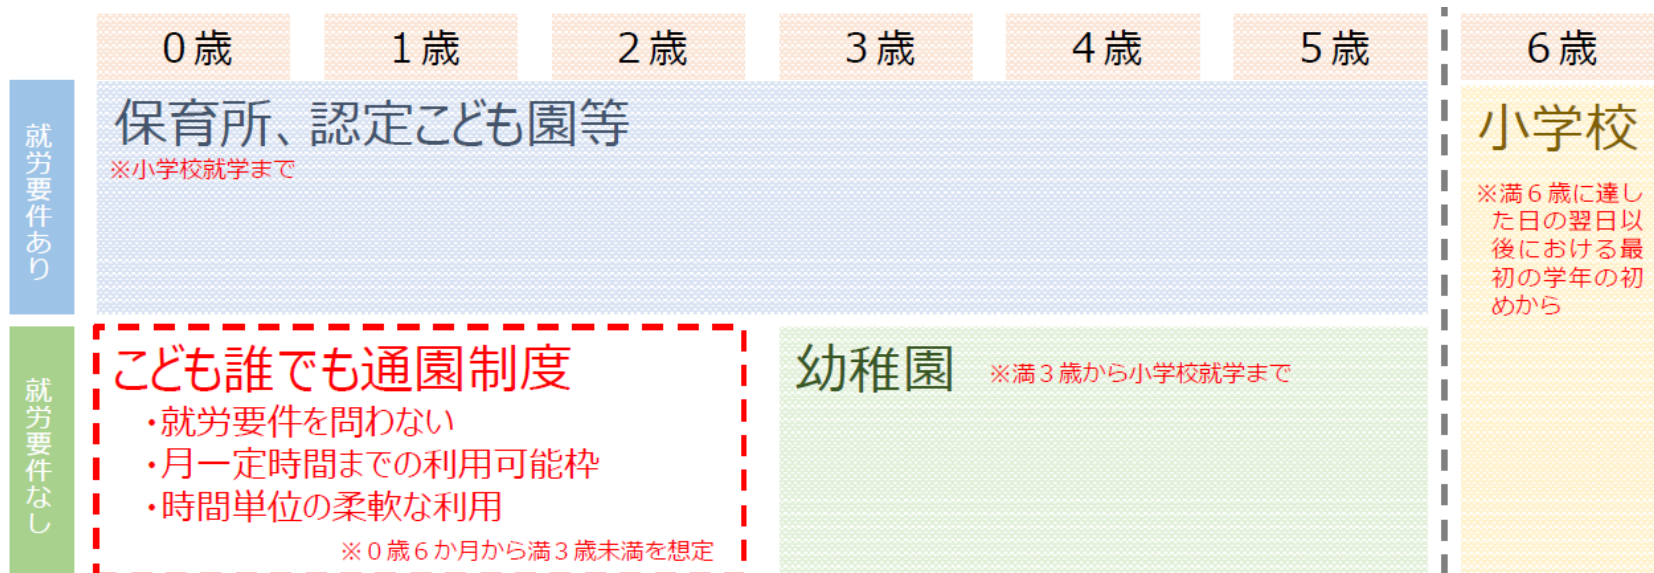 ０歳
１歳
２歳
３歳
４歳
５歳
６歳
就労要件あり
保育所、認定こども園等
※小学校就学まで
小学校
※満６歳に達し
た日の翌日以
後における最
初の学年の初
めから
就労要件なし
こども誰でも通園制度
・就労要件を問わない
・月一定時間までの利用可能枠
・時間単位の柔軟な利用
※０歳６か月から満３歳未満を想定
幼稚園
※満３歳から小学校就学まで